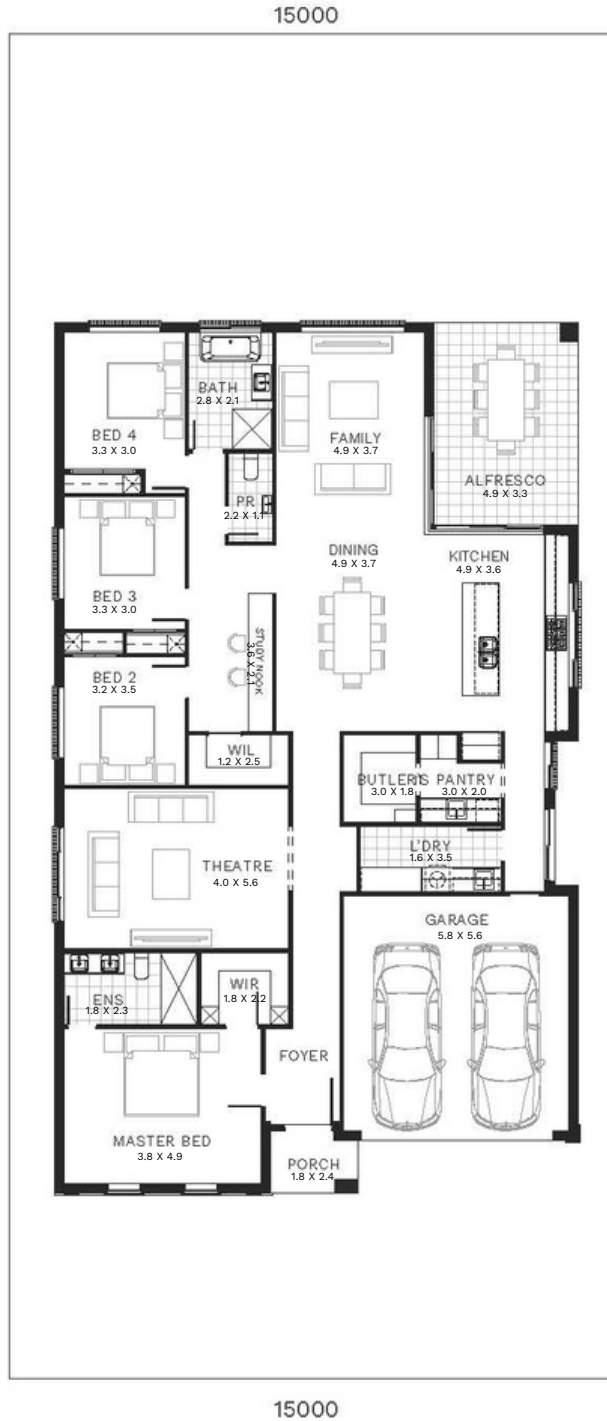 15000
BATH
2.8 X 2.1
BED 4
3.3 X 3.0
FAMILY
4.9 X 3.7
ALFRESCO
4.9 X 3.3
PR
2.2 X 1.1
DINING
4.9 X 3.7
KITCHEN
4.9 X 3.6
BED 3
3.3 X 3.0
STUDY NOOK
3.6 X 2.1
BED 2
3.2 X 3.5
WIL
1.2 X 2.5
BUTLER'S PANTRY
3.0 X 1.8
3.0 X 2.0
L'DRY
1.6 X 3.5
THEATRE
4.0 X 5.6
GARAGE
5.8 X 5.6
ENS
1.8 X 2.3
WIR
1.8 X 2.2
FOYER
MASTER BED
3.8 X 4.9
PORCH
1.8 X 2.4
15000